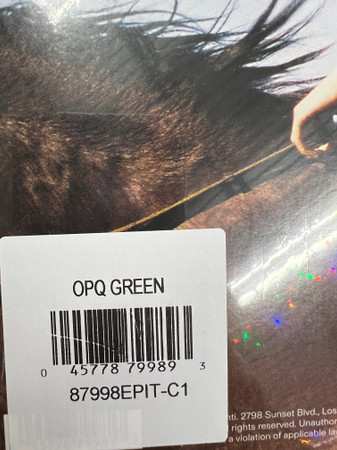 OPQ GREEN
0 45778 79989 3
87998EPIT-C1
nti. 2798 Sunset Blvd., Los
rights reserved. Unauthor
a violation of applicable la